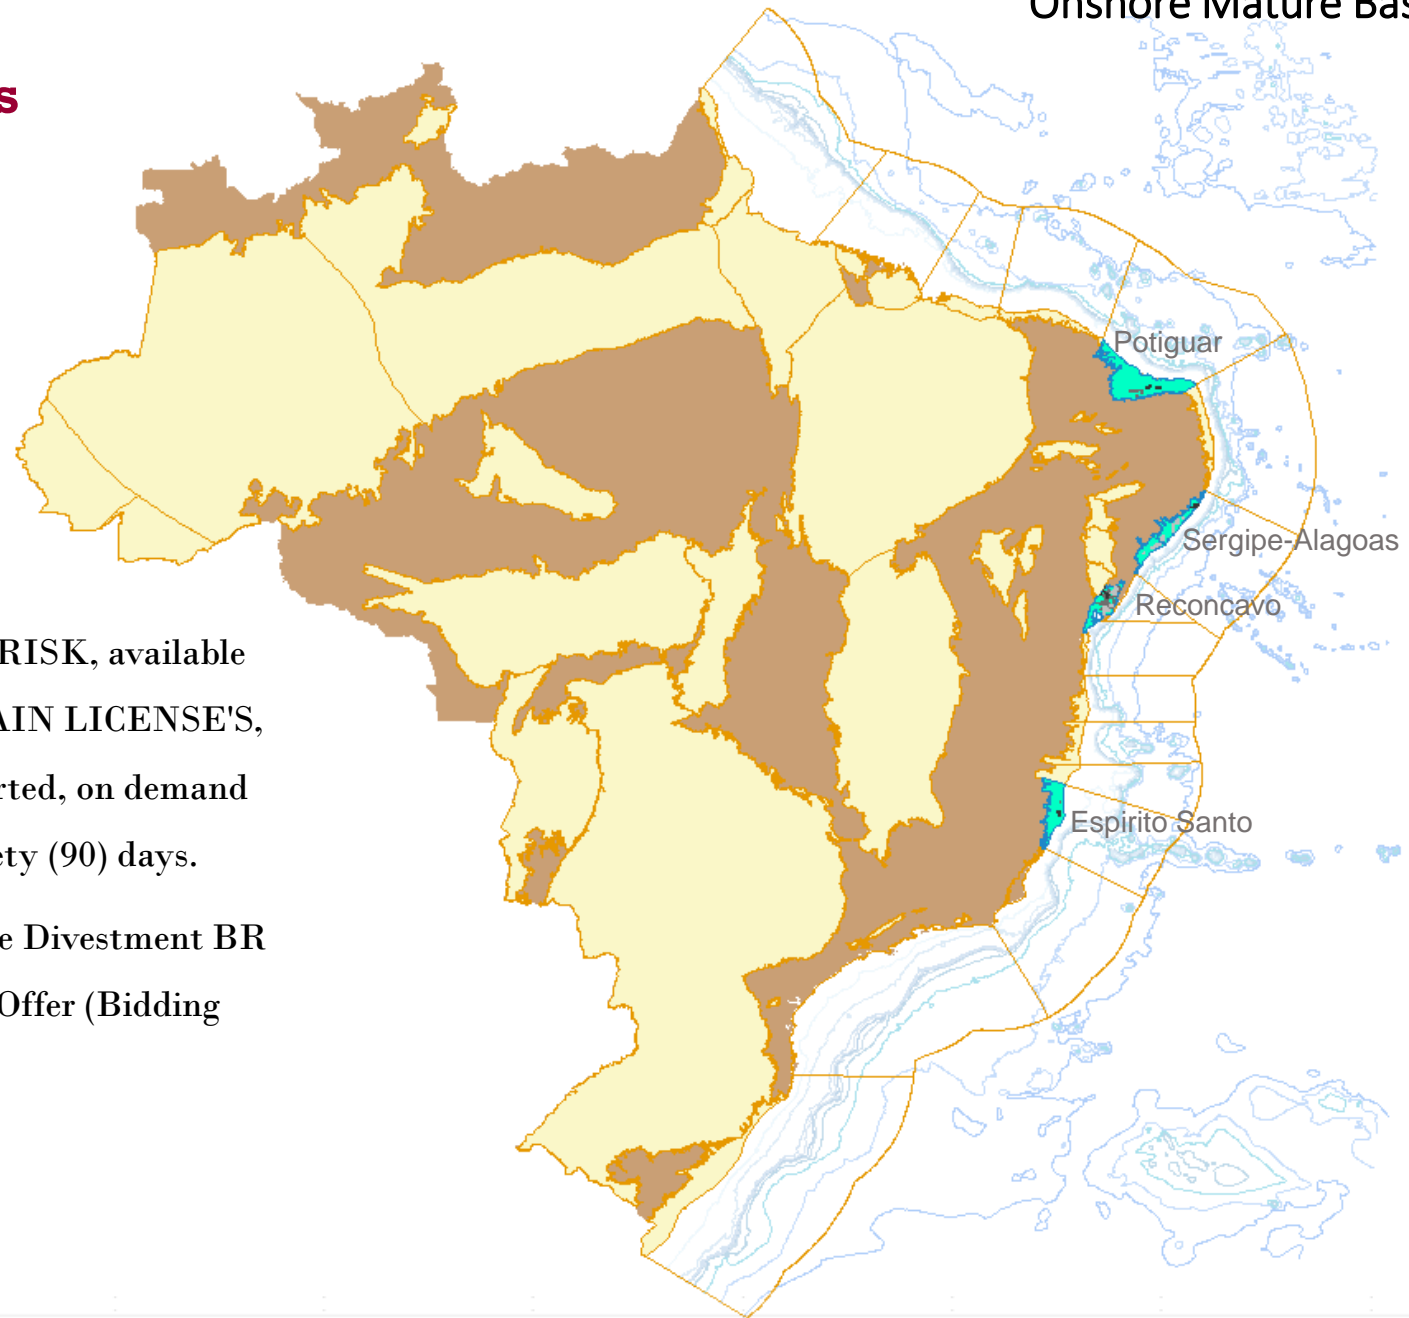 Onshore Mature Bas
s
Potiguar
Sergipe-Alagoas
Reconcavo
RISK, available
AIN LICENSE'S,
rted, on demand
ety (90) days.
Espirito Santo
e Divestment BR
Offer (Bidding